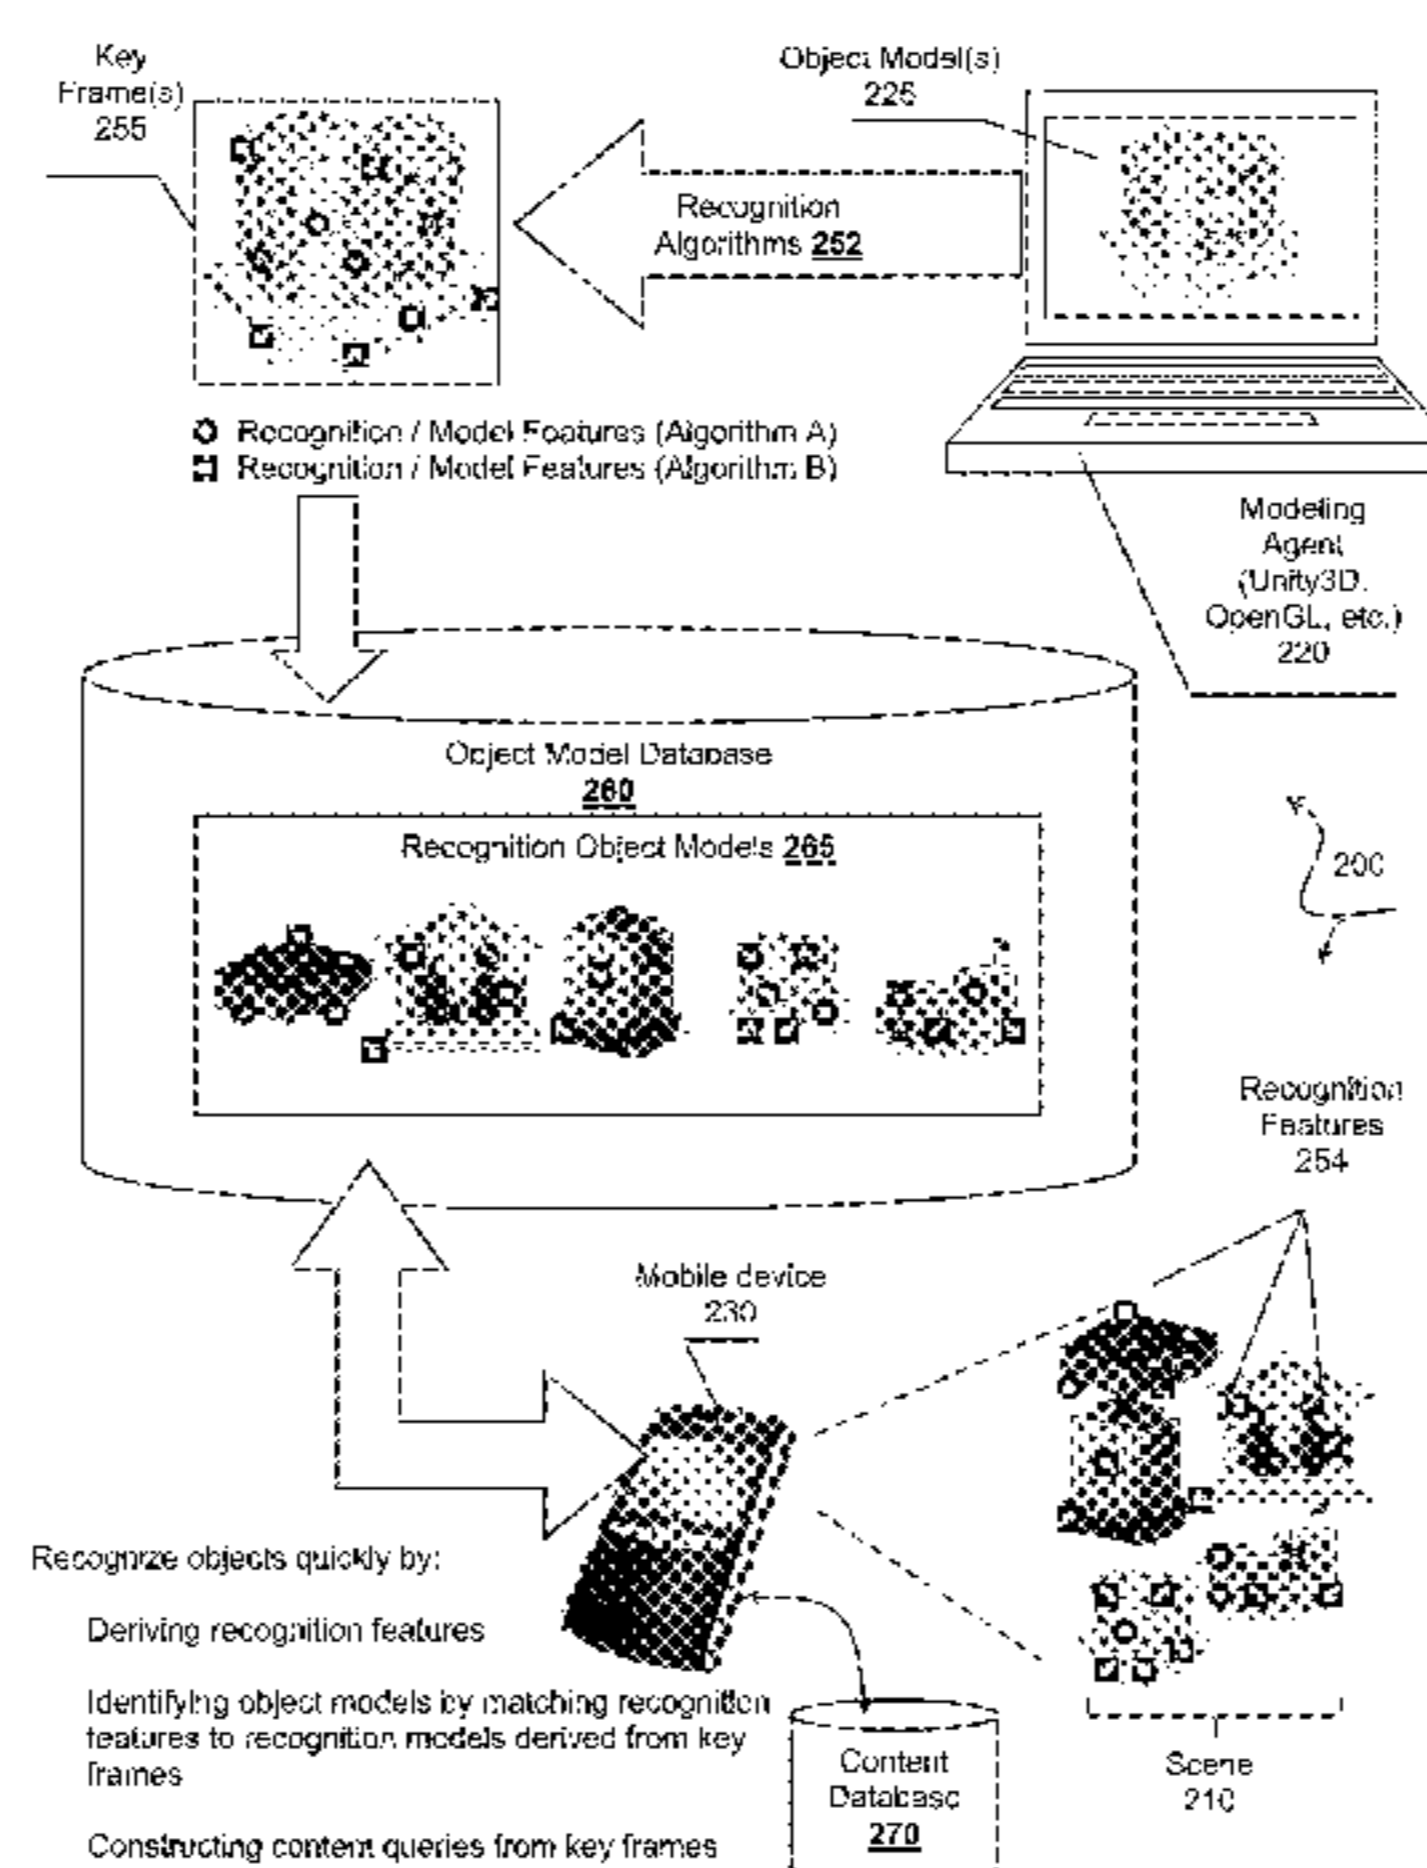 Key
Frame(s)
255
Object Model(s)
225
Recognition
Algorithms 252
Recognition / Model Features (Algorithm A)
Recognition / Model Features (Algorithm B)
Modeling
Agent
(Unity3D,
OpenGL, etc.)
220
Object Model Database
260
Recognition Object Models 265
200
Recognition
Features
254
Mobile device
230
Recognize objects quickly by:
Deriving recognition features
Identifying object models by matching recognition
features to recognition models derived from key
frames
Constructing content queries from key frames
Content
Database
270
Scene
210